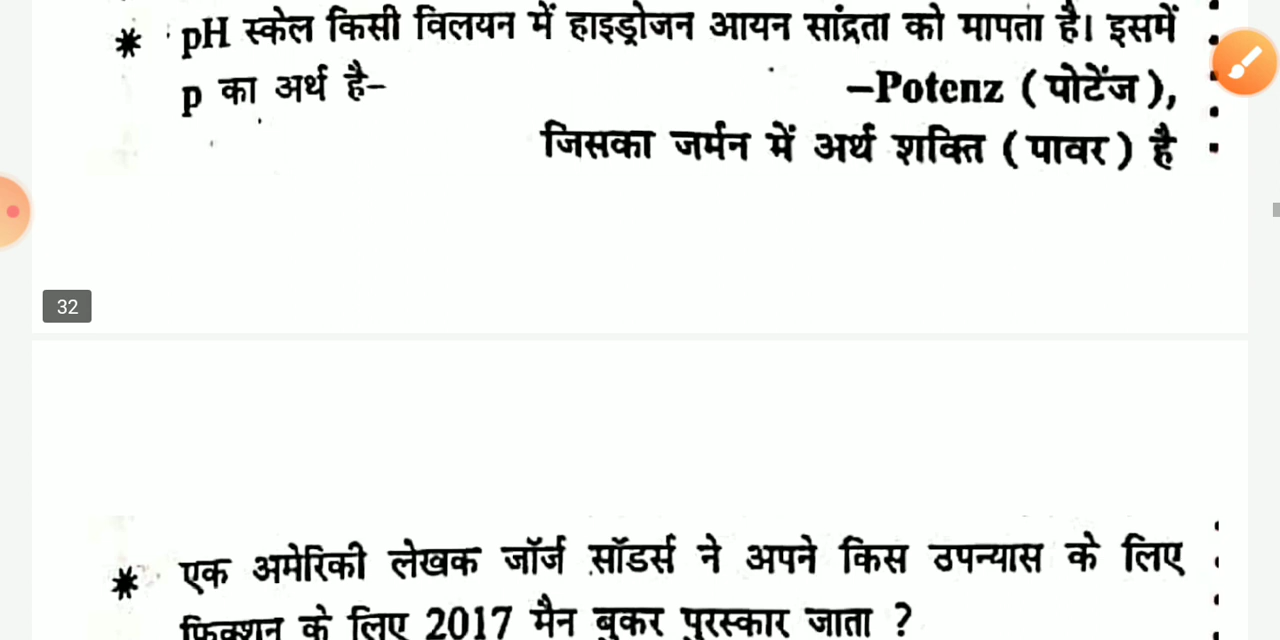 * pH स्केल किसी विलयन में हाइड्रोजन आयन सांद्रता को मापता है। इसमें
p का अर्थ है– –Potenz (पोटेंज),
जिसका जर्मन में अर्थ शक्ति (पावर) है
32
* एक अमेरिकी लेखक जॉर्ज सॉडर्स ने अपने किस उपन्यास के लिए
फिक्शन के लिए 2017 मैन बुकर पुरस्कार जाता ?